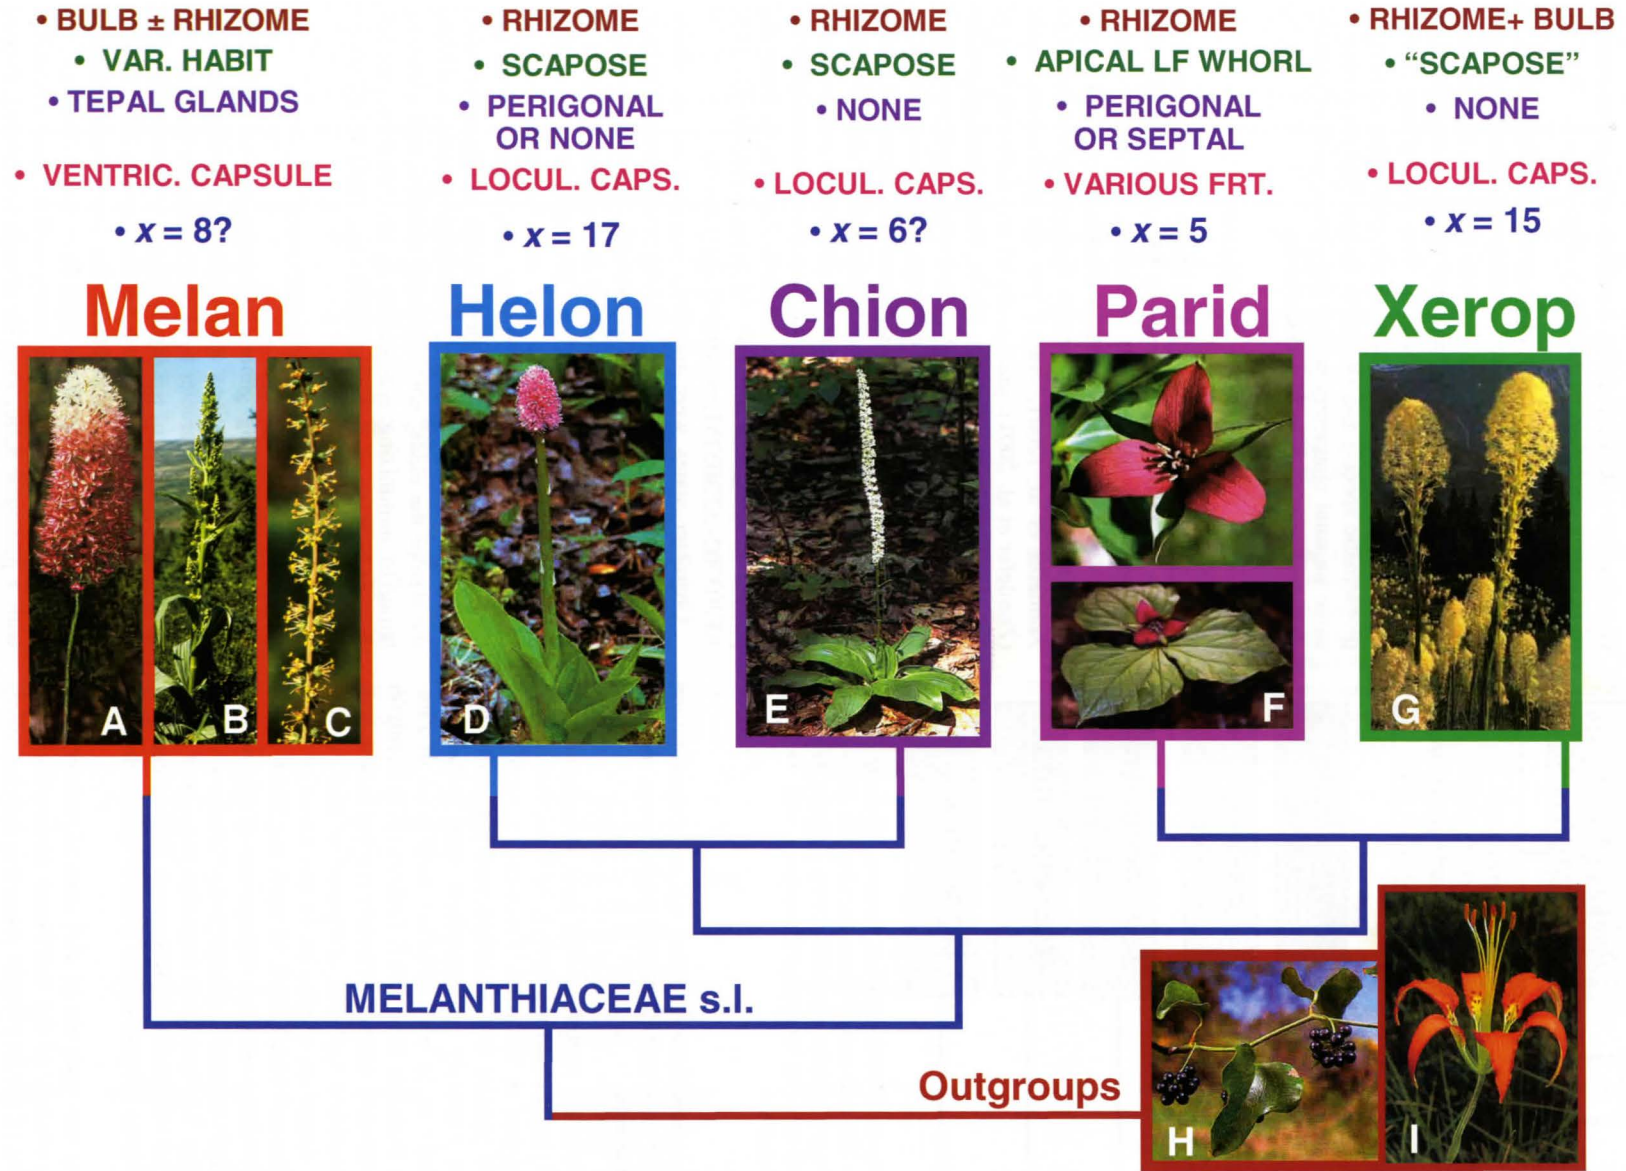 • BULB ± RHIZOME
• VAR. HABIT
• TEPAL GLANDS
• VENTRIC. CAPSULE
• x = 8?
Melan
A
B
C
• RHIZOME
• SCAPOSE
• PERIGONAL
OR NONE
• LOCUL. CAPS.
• x = 17
Helon
D
• RHIZOME
• SCAPOSE
• NONE
• LOCUL. CAPS.
• x = 6?
Chion
E
• RHIZOME
• APICAL LF WHORL
• PERIGONAL
OR SEPTAL
• VARIOUS FRT.
• x = 5
Parid
F
• RHIZOME+ BULB
• “SCAPOSE”
• NONE
• LOCUL. CAPS.
• x = 15
Xerop
G
MELANTHIACEAE s.l.
Outgroups
H
I